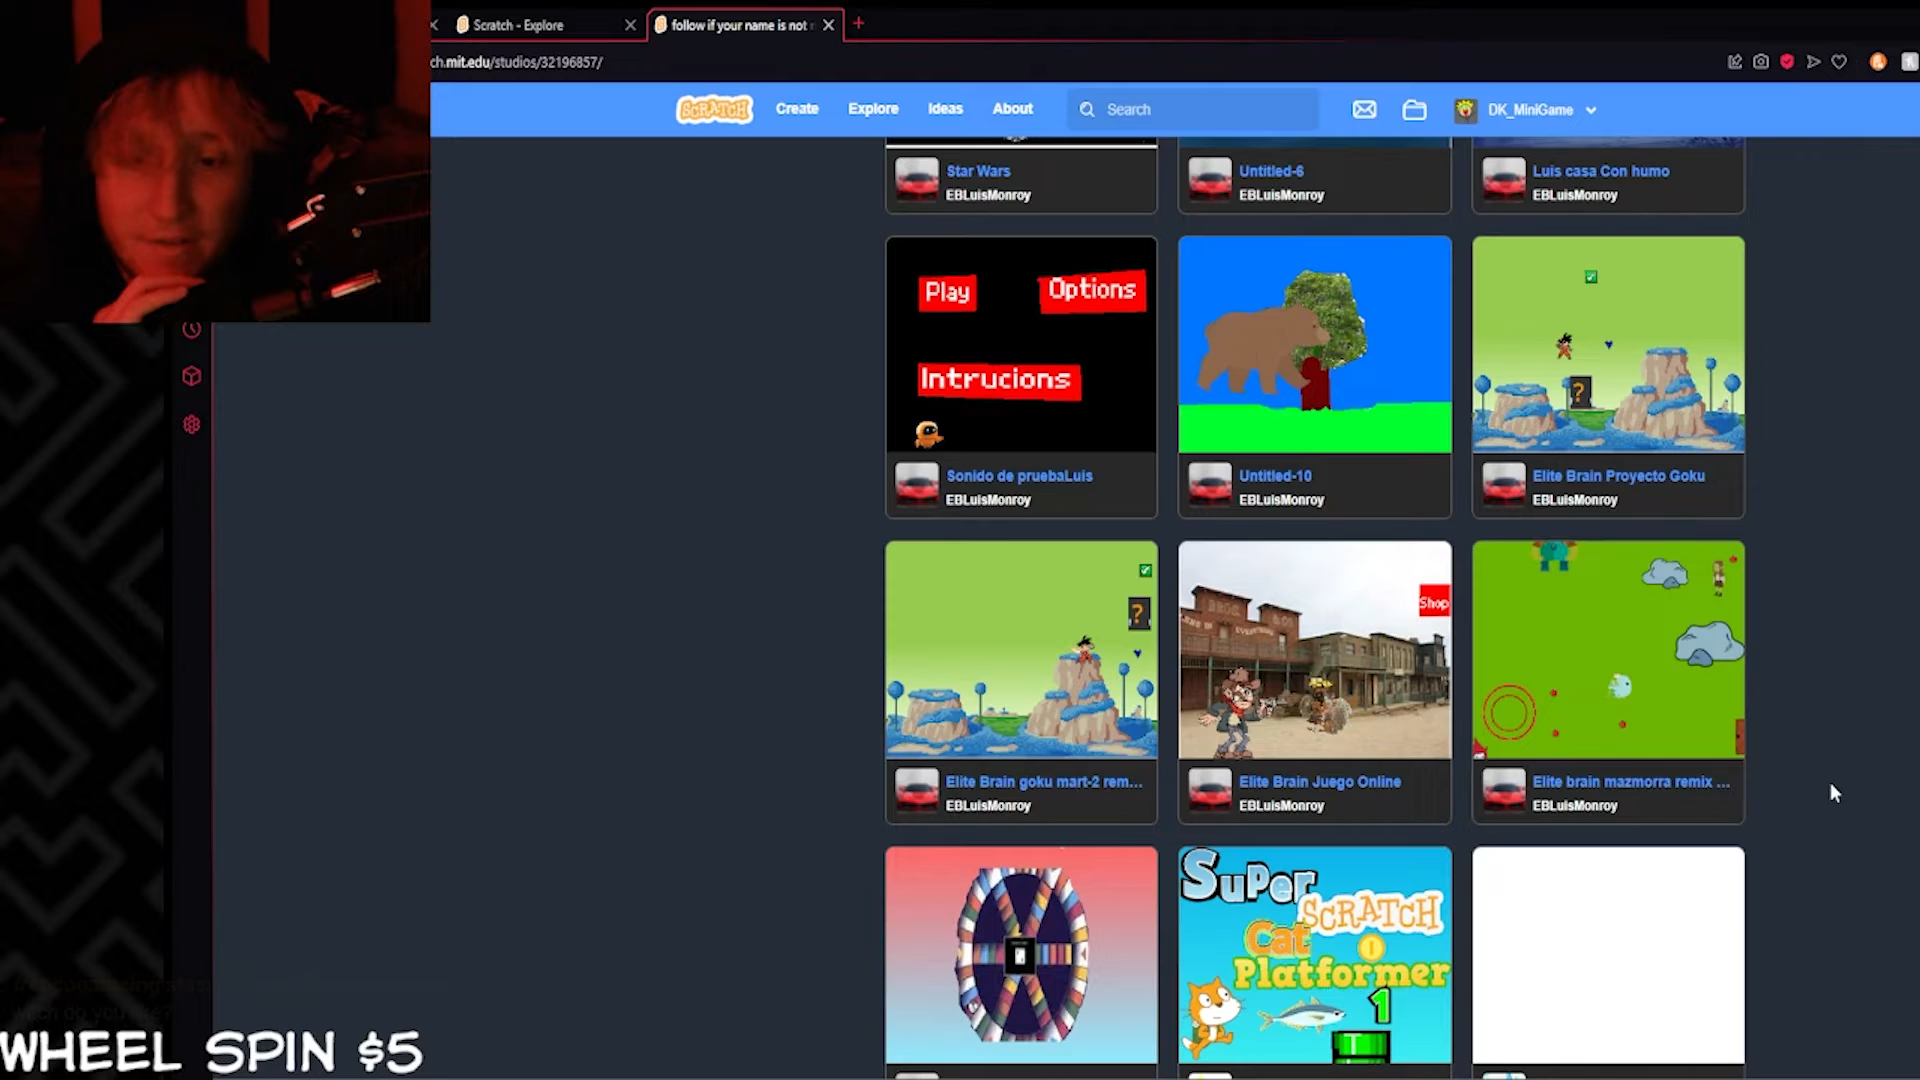 Scratch - Explore
follow if your name is not
ch.mit.edu/studios/32196857/
SCRATCH
Create
Explore
Ideas
About
Search
DK_MiniGame
Star Wars
EBLuisMonroy
Untitled-6
EBLuisMonroy
Luis casa Con humo
EBLuisMonroy
Play
Options
Intrucions
?
Sonido de pruebaLuis
EBLuisMonroy
Untitled-10
EBLuisMonroy
Elite Brain Proyecto Goku
EBLuisMonroy
?
Shop
Elite Brain goku mart-2 rem...
EBLuisMonroy
Elite Brain Juego Online
EBLuisMonroy
Elite brain mazmorra remix ...
EBLuisMonroy
Super
SCRATCH
Cat
Platformer
1
WHEEL SPIN $5